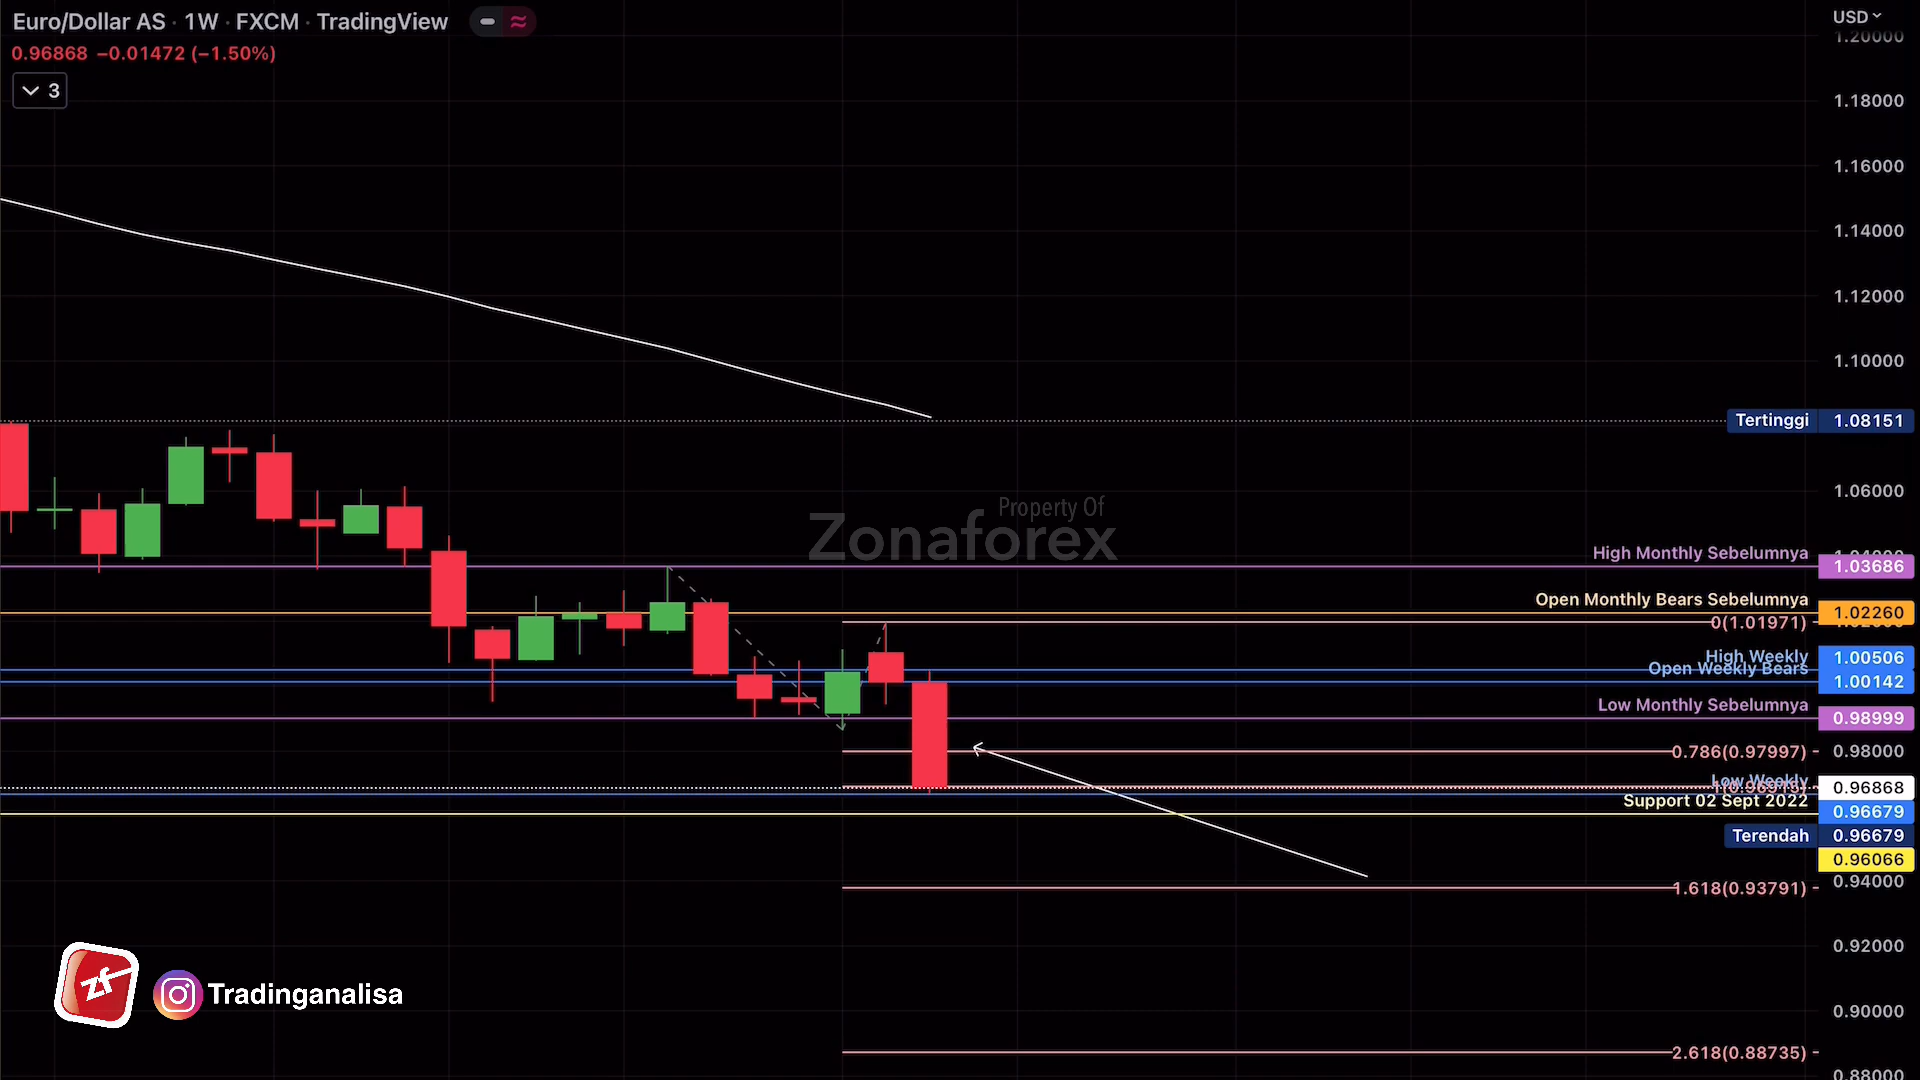 Euro/Dollar AS · 1W · FXCM · TradingView
0.96868 −0.01472 (−1.50%)
3
USD
1.20000
1.18000
1.16000
1.14000
1.12000
1.10000
Tertinggi 1.08151
1.06000
Property Of
Zonaforex
High Monthly Sebelumnya
1.04000
1.03686
Open Monthly Bears Sebelumnya
1.02260
0(1.01971)
High Weekly 1.00506
Open Weekly Bears
1.00142
Low Monthly Sebelumnya
0.98999
0.786(0.97997)
0.98000
Low Weekly
0.96868
Support 02 Sept 2022
0.96679
Terendah 0.96679
0.96066
0.94000
1.618(0.93791)
0.92000
zf
Tradinganalisa
0.90000
2.618(0.88735)
0.88000